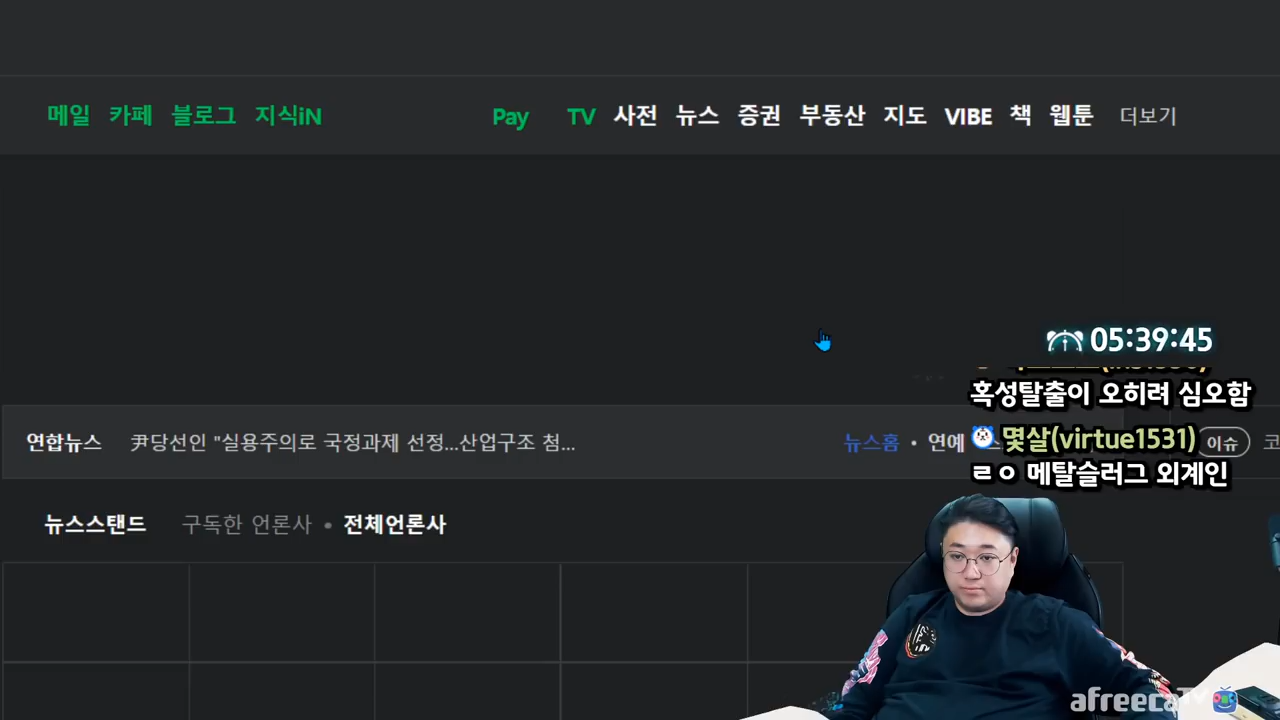 메일 카페 블로그 지식iN Pay TV 사전 뉴스 증권 부동산 지도 VIBE 책 웹툰 더보기
05:39:45
혹성탈출이 오히려 심오함
연합뉴스 尹당선인 "실용주의로 국정과제 선정...산업구조 첨... 뉴스홈 · 연예
몇살(virtue1531) 이슈 코
ㄹㅇ 메탈슬러그 외계인
뉴스스탠드 구독한 언론사 · 전체언론사
afreecaTV